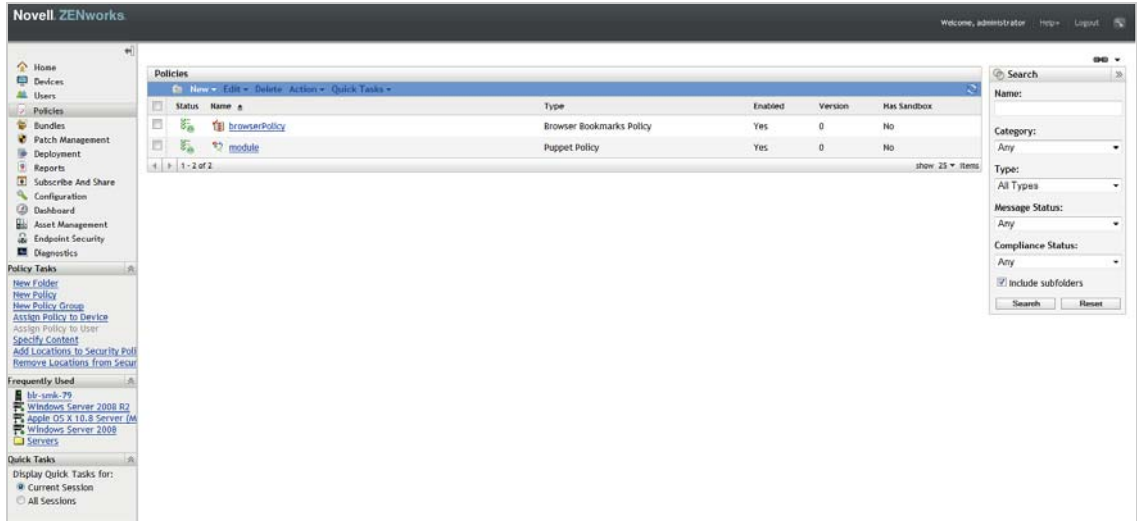 Novell. ZENworks.
Welcome, administrator Help Logout
Home
Devices
Users
Policies
Bundles
Patch Management
Deployment
Reports
Subscribe And Share
Configuration
Dashboard
Asset Management
Endpoint Security
Diagnostics
Policy Tasks
New Folder
New Policy
New Policy Group
Assign Policy to Device
Assign Policy to User
Specify Content
Add Locations to Security Poli
Remove Locations from Secur
Frequently Used
blr-smk-79
Windows Server 2008 R2
Apple OS X 10.8 Server (M
Windows Server 2008
Servers
Quick Tasks
Display Quick Tasks for:
Current Session
All Sessions
Policies
New Edit Delete Action Quick Tasks
Status Name Type Enabled Version Has Sandbox
browserPolicy Browser Bookmarks Policy Yes 0 No
module Puppet Policy Yes 0 No
1 - 2 of 2 show 25 items
Search
Name:
Category:
Any
Type:
All Types
Message Status:
Any
Compliance Status:
Any
Include subfolders
Search Reset